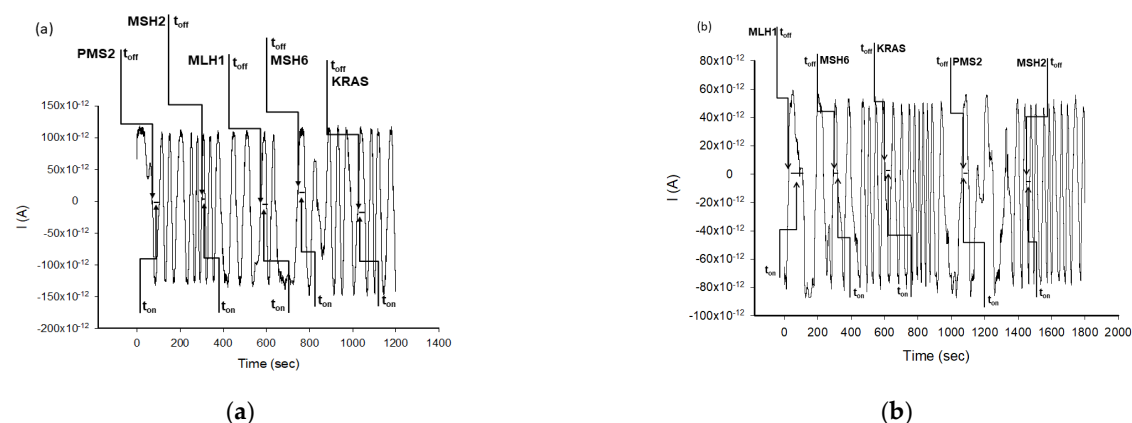 (a)
MSH2 t_off
PMS2 t_off
MLH1 t_off
t_off
MSH6
t_off
KRAS
150x10⁻¹²
100x10⁻¹²
50x10⁻¹²
0
-50x10⁻¹²
-100x10⁻¹²
-150x10⁻¹²
-200x10⁻¹²
I (A)
t_on
t_on
t_on
t_on
t_on
0 200 400 600 800 1000 1200 1400
Time (sec)
(a)
(b)
MLH1 t_off
t_off MSH6
t_off KRAS
t_off PMS2
MSH2 t_off
80x10⁻¹²
60x10⁻¹²
40x10⁻¹²
20x10⁻¹²
0
-20x10⁻¹²
-40x10⁻¹²
-60x10⁻¹²
-80x10⁻¹²
-100x10⁻¹²
I (A)
t_on
t_on
t_on
t_on
t_on
0 200 400 600 800 1000 1200 1400 1600 1800 2000
Time (sec)
(b)